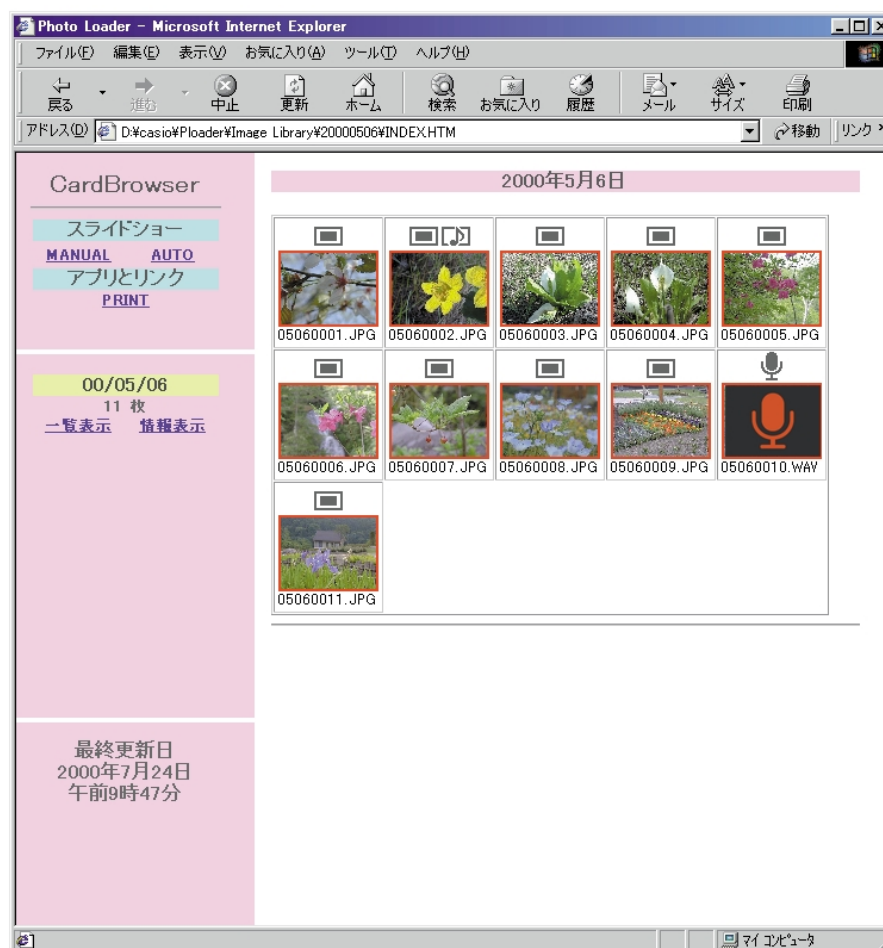 Photo Loader - Microsoft Internet Explorer
ファイル(F) 編集(E) 表示(V) お気に入り(A) ツール(T) ヘルプ(H)
戻る 進む 中止 更新 ホーム 検索 お気に入り 履歴 メール サイズ 印刷
アドレス(D) D:¥casio¥Ploader¥Image Library¥20000506¥INDEX.HTM 移動 リンク »
CardBrowser
スライドショー
MANUAL AUTO
アプリとリンク
PRINT
00/05/06
11 枚
一覧表示 情報表示
最終更新日
2000年7月24日
午前9時47分
2000年5月6日
05060001.JPG 05060002.JPG 05060003.JPG 05060004.JPG 05060005.JPG
05060006.JPG 05060007.JPG 05060008.JPG 05060009.JPG 05060010.WAV
05060011.JPG
マイ コンピュータ